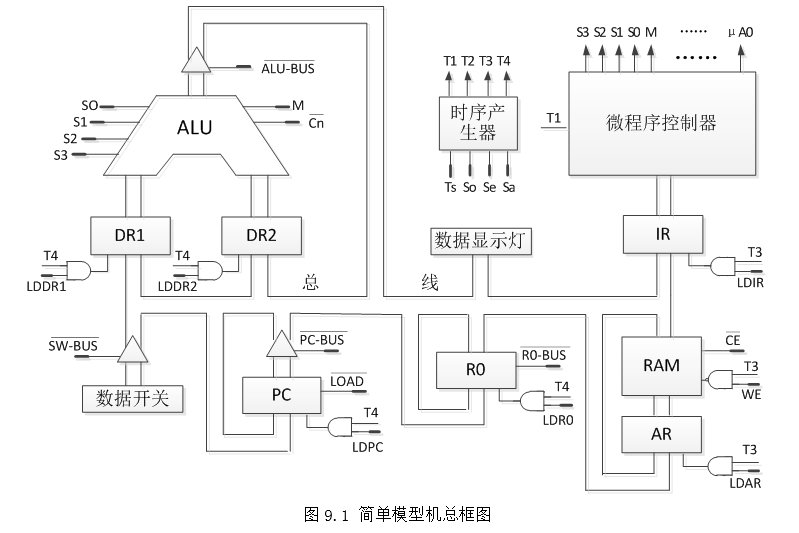 S3 S2 S1 S0 M …… μA0
……
ALU-BUS
T1 T2 T3 T4
SO
M
S1
ALU
Cn
S2
S3
时序产
生器
T1
微程序控制器
Ts So Se Sa
DR1
DR2
数据显示灯
IR
T4
T4
T3
LDDR1
LDDR2
总
线
LDIR
SW-BUS
PC-BUS
CE
R0-BUS
R0
RAM
T3
数据开关
LOAD
PC
T4
WE
T4
LDR0
AR
LDPC
T3
LDAR
图 9.1 简单模型机总框图